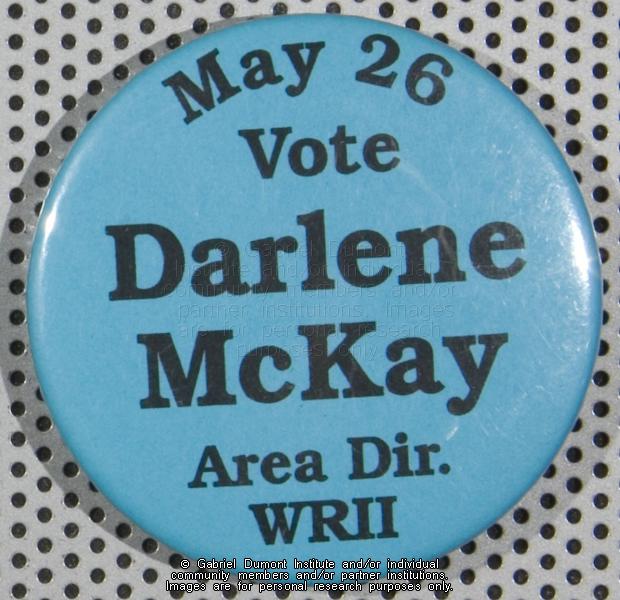 May 26
Vote
Darlene
McKay
Area Dir.
WRII
© Gabriel Dumont Institute and/or individual
community members and/or partner institutions.
Images are for personal research purposes only.